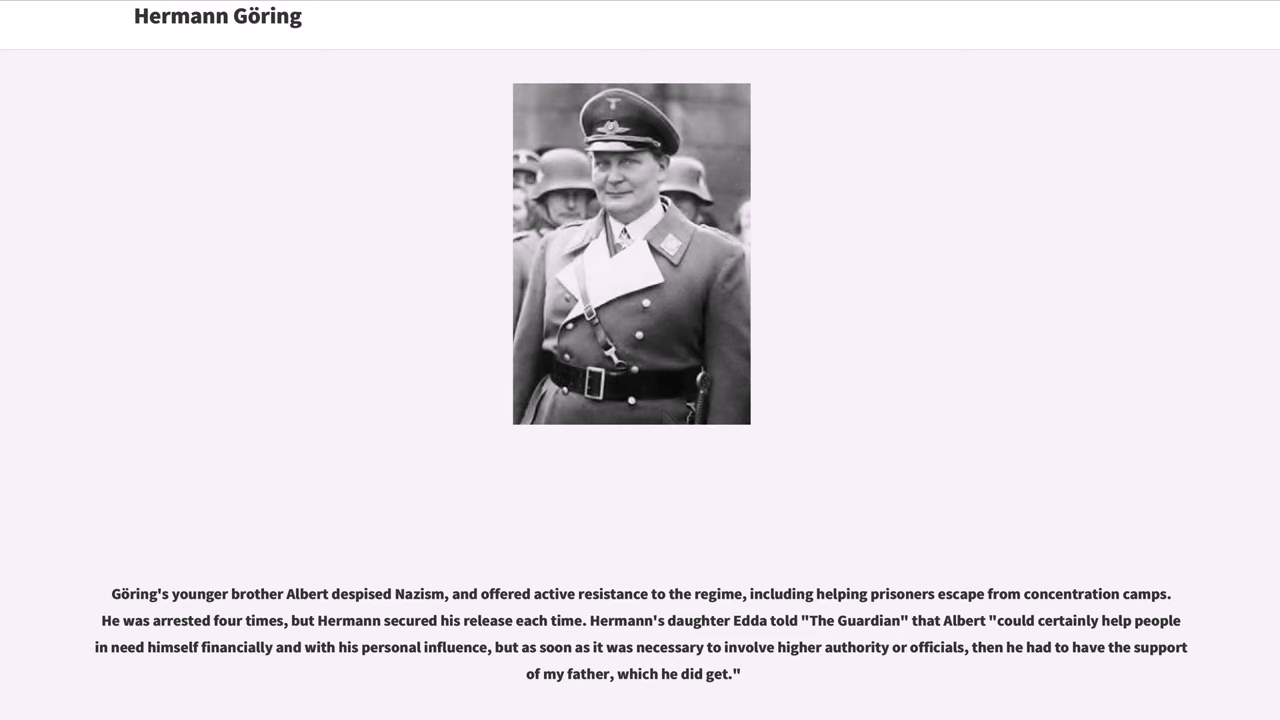 Hermann Göring
Göring's younger brother Albert despised Nazism, and offered active resistance to the regime, including helping prisoners escape from concentration camps.
He was arrested four times, but Hermann secured his release each time. Hermann's daughter Edda told "The Guardian" that Albert "could certainly help people
in need himself financially and with his personal influence, but as soon as it was necessary to involve higher authority or officials, then he had to have the support
of my father, which he did get."